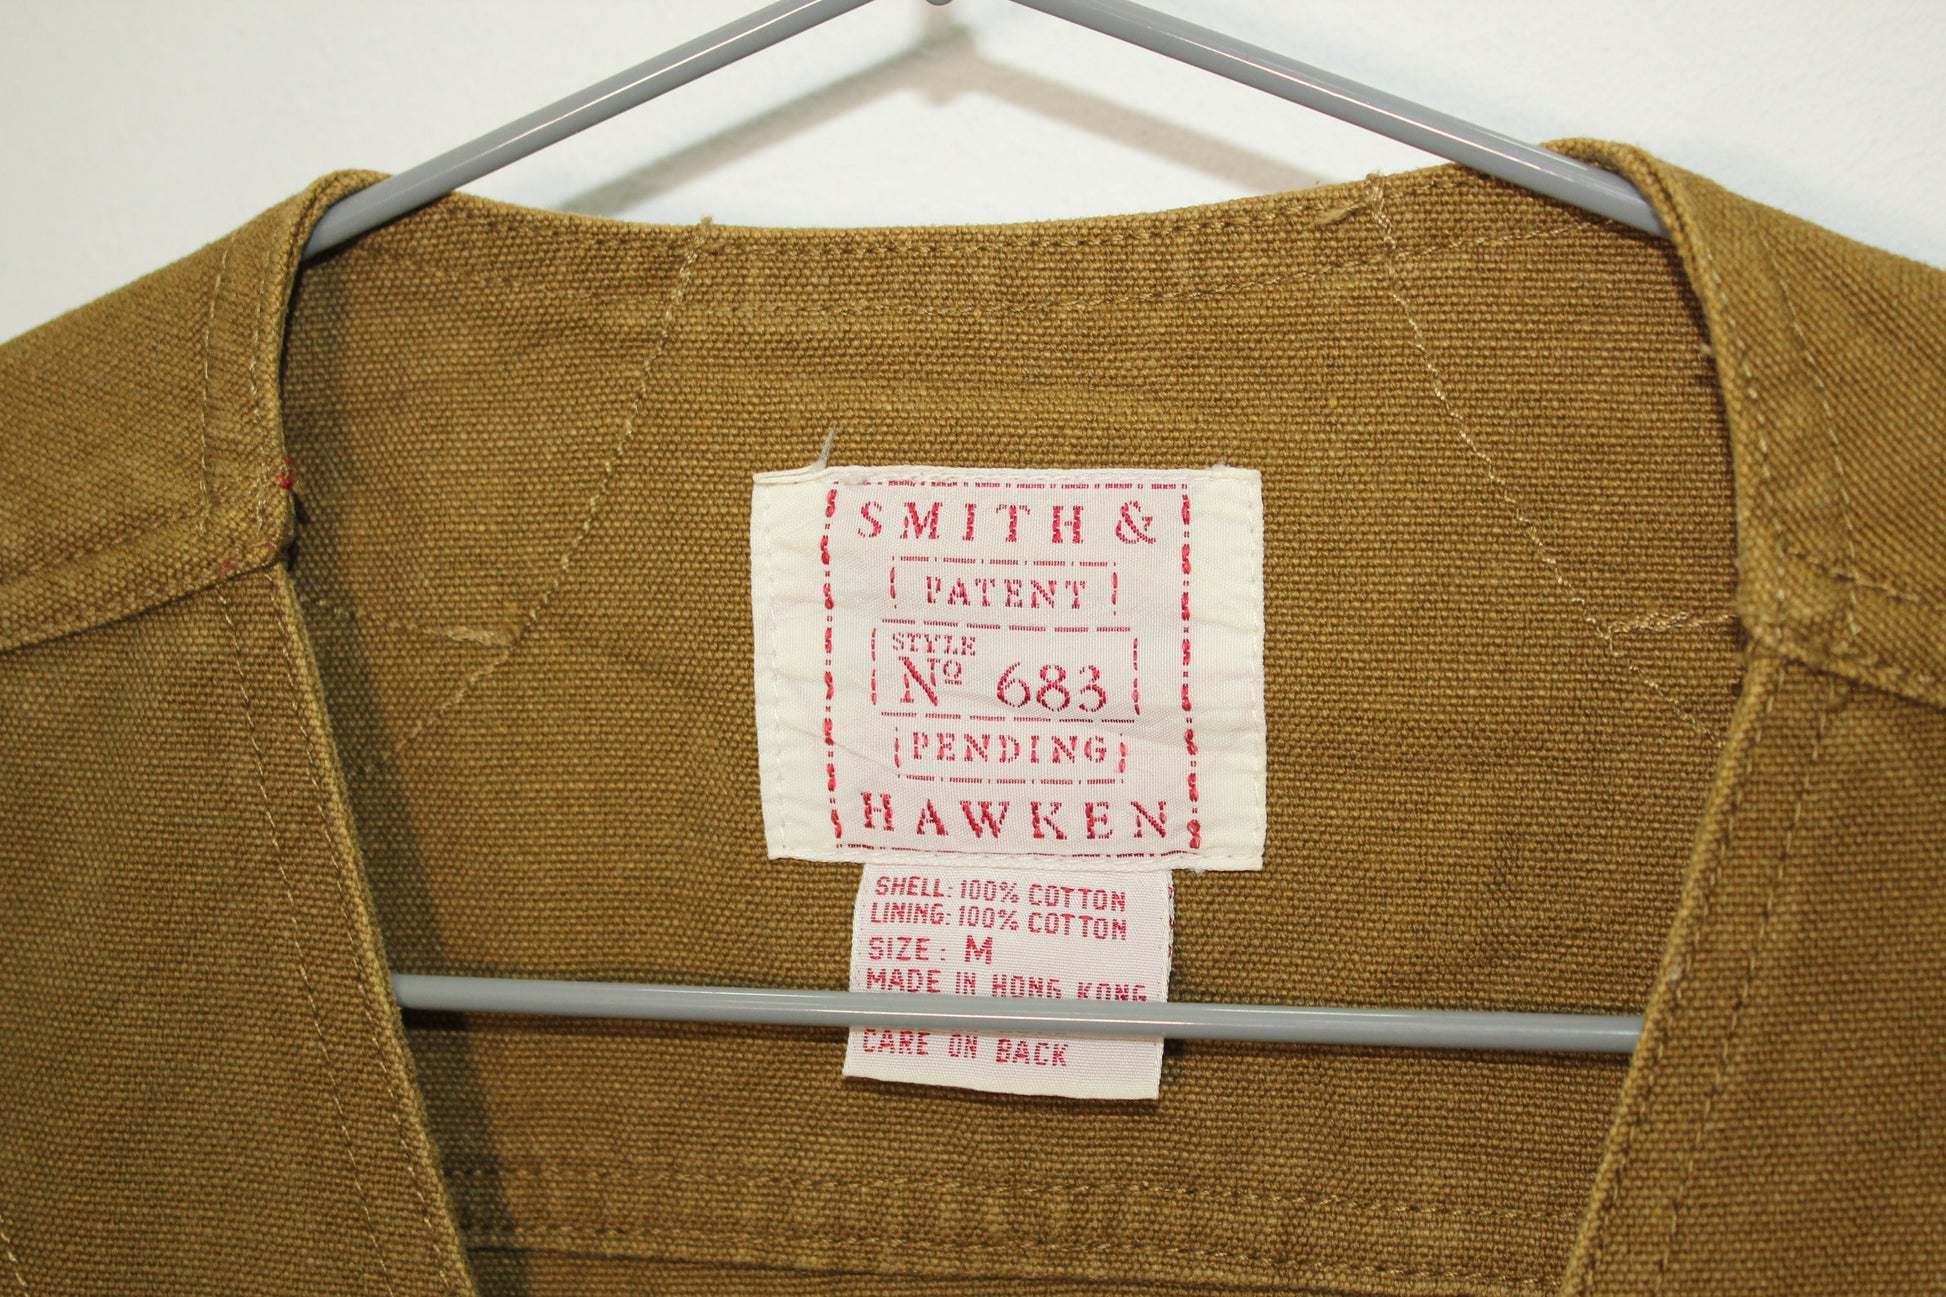 SMITH &
PATENT
STYLE
Nº 683
PENDING
HAWKEN
SHELL: 100% COTTON
LINING: 100% COTTON
SIZE: M
MADE IN HONG KONG
CARE ON BACK